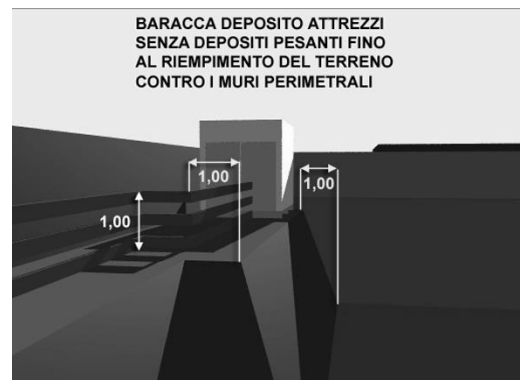 BARACCA DEPOSITO ATTREZZI
SENZA DEPOSITI PESANTI FINO
AL RIEMPIMENTO DEL TERRENO
CONTRO I MURI PERIMETRALI
1,00
1,00
1,00